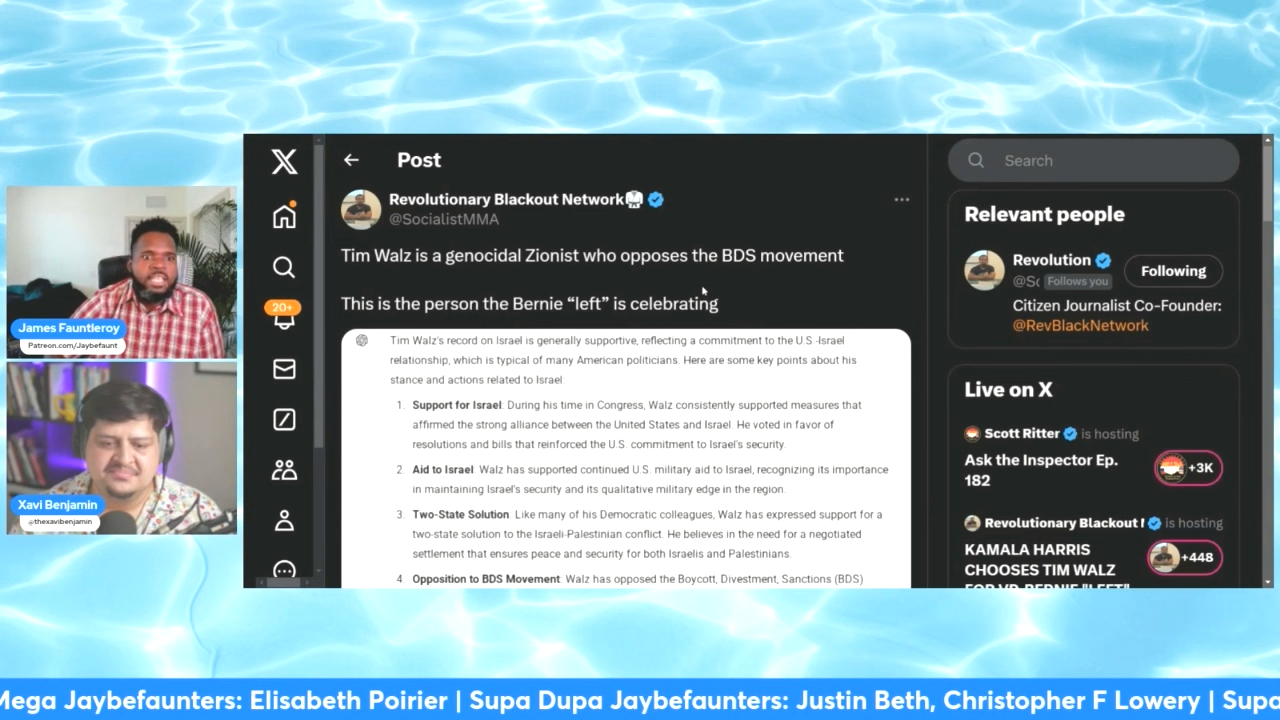 James Fauntleroy
Patreon.com/Jaybefaunt
Xavi Benjamin
@thexavibenjamin
20+
Post
Revolutionary Blackout Network
@SocialistMMA
Tim Walz is a genocidal Zionist who opposes the BDS movement
This is the person the Bernie “left” is celebrating
Tim Walz's record on Israel is generally supportive, reflecting a commitment to the U.S.-Israel
relationship, which is typical of many American politicians. Here are some key points about his
stance and actions related to Israel
1. Support for Israel: During his time in Congress, Walz consistently supported measures that
affirmed the strong alliance between the United States and Israel. He voted in favor of
resolutions and bills that reinforced the U.S. commitment to Israel's security.
2. Aid to Israel: Walz has supported continued U.S. military aid to Israel, recognizing its importance
in maintaining Israel's security and its qualitative military edge in the region.
3. Two-State Solution: Like many of his Democratic colleagues, Walz has expressed support for a
two-state solution to the Israeli-Palestinian conflict. He believes in the need for a negotiated
settlement that ensures peace and security for both Israelis and Palestinians.
4. Opposition to BDS Movement: Walz has opposed the Boycott, Divestment, Sanctions (BDS)
Search
Relevant people
Revolution
@Sc Follows you
Following
Citizen Journalist Co-Founder:
@RevBlackNetwork
Live on X
Scott Ritter is hosting
Ask the Inspector Ep.
182
+3K
Revolutionary Blackout is hosting
KAMALA HARRIS
CHOOSES TIM WALZ
FOR VP, BERNIE "LEFT"
+448
Mega Jaybefaunters: Elisabeth Poirier | Supa Dupa Jaybefaunters: Justin Beth, Christopher F Lowery | Supa